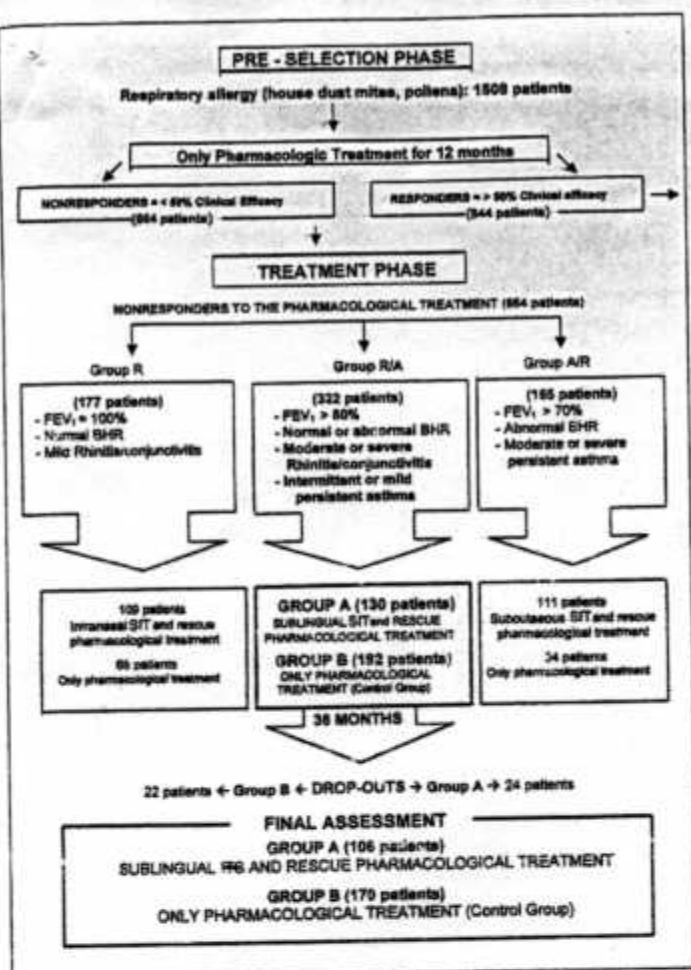 PRE - SELECTION PHASE
Respiratory allergy (house dust mites, pollens): 1508 patients
Only Pharmacologic Treatment for 12 months
NONRESPONDERS = < 50% Clinical Efficacy
(664 patients)
RESPONDERS = > 50% Clinical efficacy
(844 patients)
TREATMENT PHASE
NONRESPONDERS TO THE PHARMACOLOGICAL TREATMENT (664 patients)
Group R
(177 patients)
- FEV₁ = 100%
- Normal BHR
- Mild Rhinitis/conjunctivitis
Group R/A
(322 patients)
- FEV₁ > 80%
- Normal or abnormal BHR
- Moderate or severe
Rhinitis/conjunctivitis
- Intermittent or mild
persistent asthma
Group A/R
(165 patients)
- FEV₁ > 70%
- Abnormal BHR
- Moderate or severe
persistent asthma
109 patients
Intranasal SIT and rescue
pharmacological treatment
68 patients
Only pharmacological treatment
GROUP A (130 patients)
SUBLINGUAL SIT and RESCUE
PHARMACOLOGICAL TREATMENT
GROUP B (192 patients)
ONLY PHARMACOLOGICAL
TREATMENT (Control Group)
111 patients
Subcutaeous SIT and rescue
pharmacological treatment
patients
Only pharmacological treatment
36 MONTHS
22 patients ← Group B ← DROP-OUTS → Group A → 24 patients
FINAL ASSESSMENT
GROUP A (106 patients)
SUBLINGUAL AND RESCUE PHARMACOLOGICAL TREATMENT
GROUP B (170 patients)
ONLY PHARMACOLOGICAL TREATMENT (Control Group)